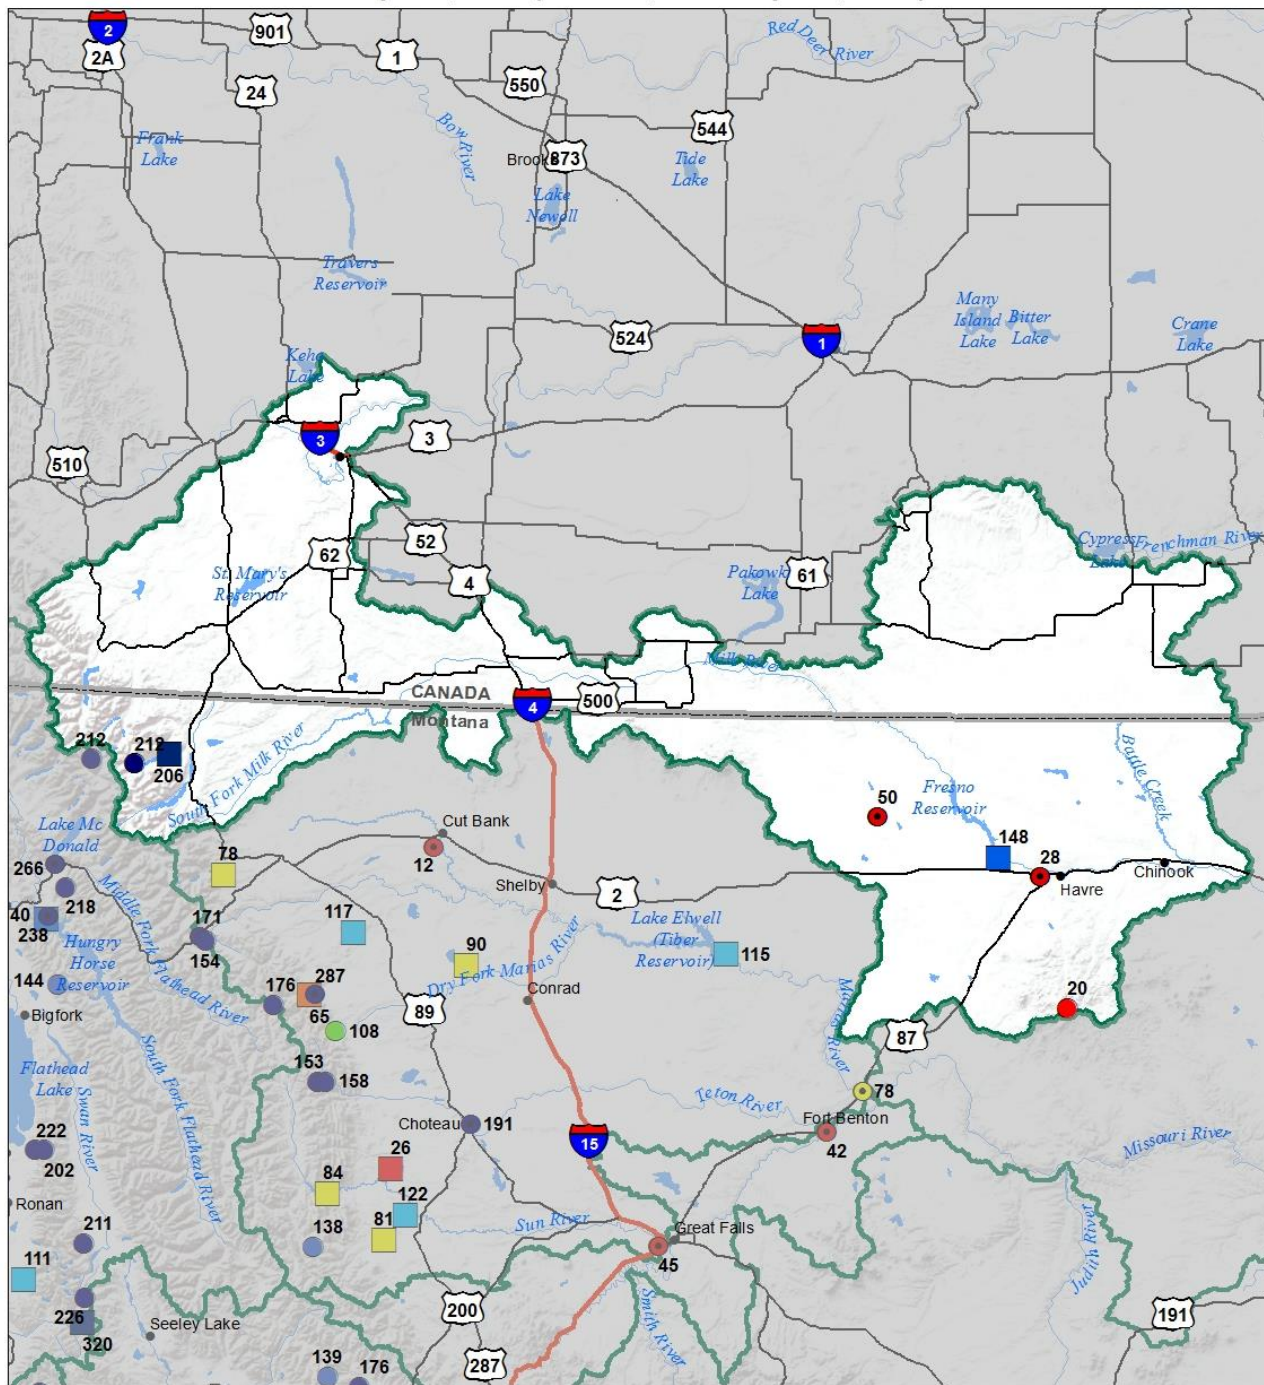 2
901
2A
1
Red Deer
River
24
550
544
Frank
Lake
Bow River
Brooks
873
Tide
Lake
Lake
Newell
Travers
Reservoir
Many
Island
Lake
Bitter
Lake
Crane
Lake
524
1
Keho
Lake
3
3
510
52
62
4
St. Mary's
Reservoir
61
Pakowki
Lake
Cypress
Lake
Frenchman River
Milk River
CANADA
Montana
4
500
212
212
206
South Fork Milk River
Battle Creek
Fresno
Reservoir
50
148
28
Havre
Chinook
Lake Mc
Donald
Cut Bank
12
78
266
218
Shelby
2
40
238
Hungry
Horse
Reservoir
Middle Fork Flathead River
171
154
117
90
Lake Elwell
(Tiber
Reservoir)
115
144
176
287
65
108
Dry Fork Marias River
Conrad
89
Marias River
20
87
Bigfork
South Fork Flathead River
153
158
78
Flathead
Lake
Swan River
Teton River
Fort Benton
42
Choteau
191
15
Missouri River
222
202
26
84
122
81
Ronan
211
138
Sun River
Great Falls
45
Judith River
111
226
320
Seeley Lake
200
Smith River
191
139
176
287